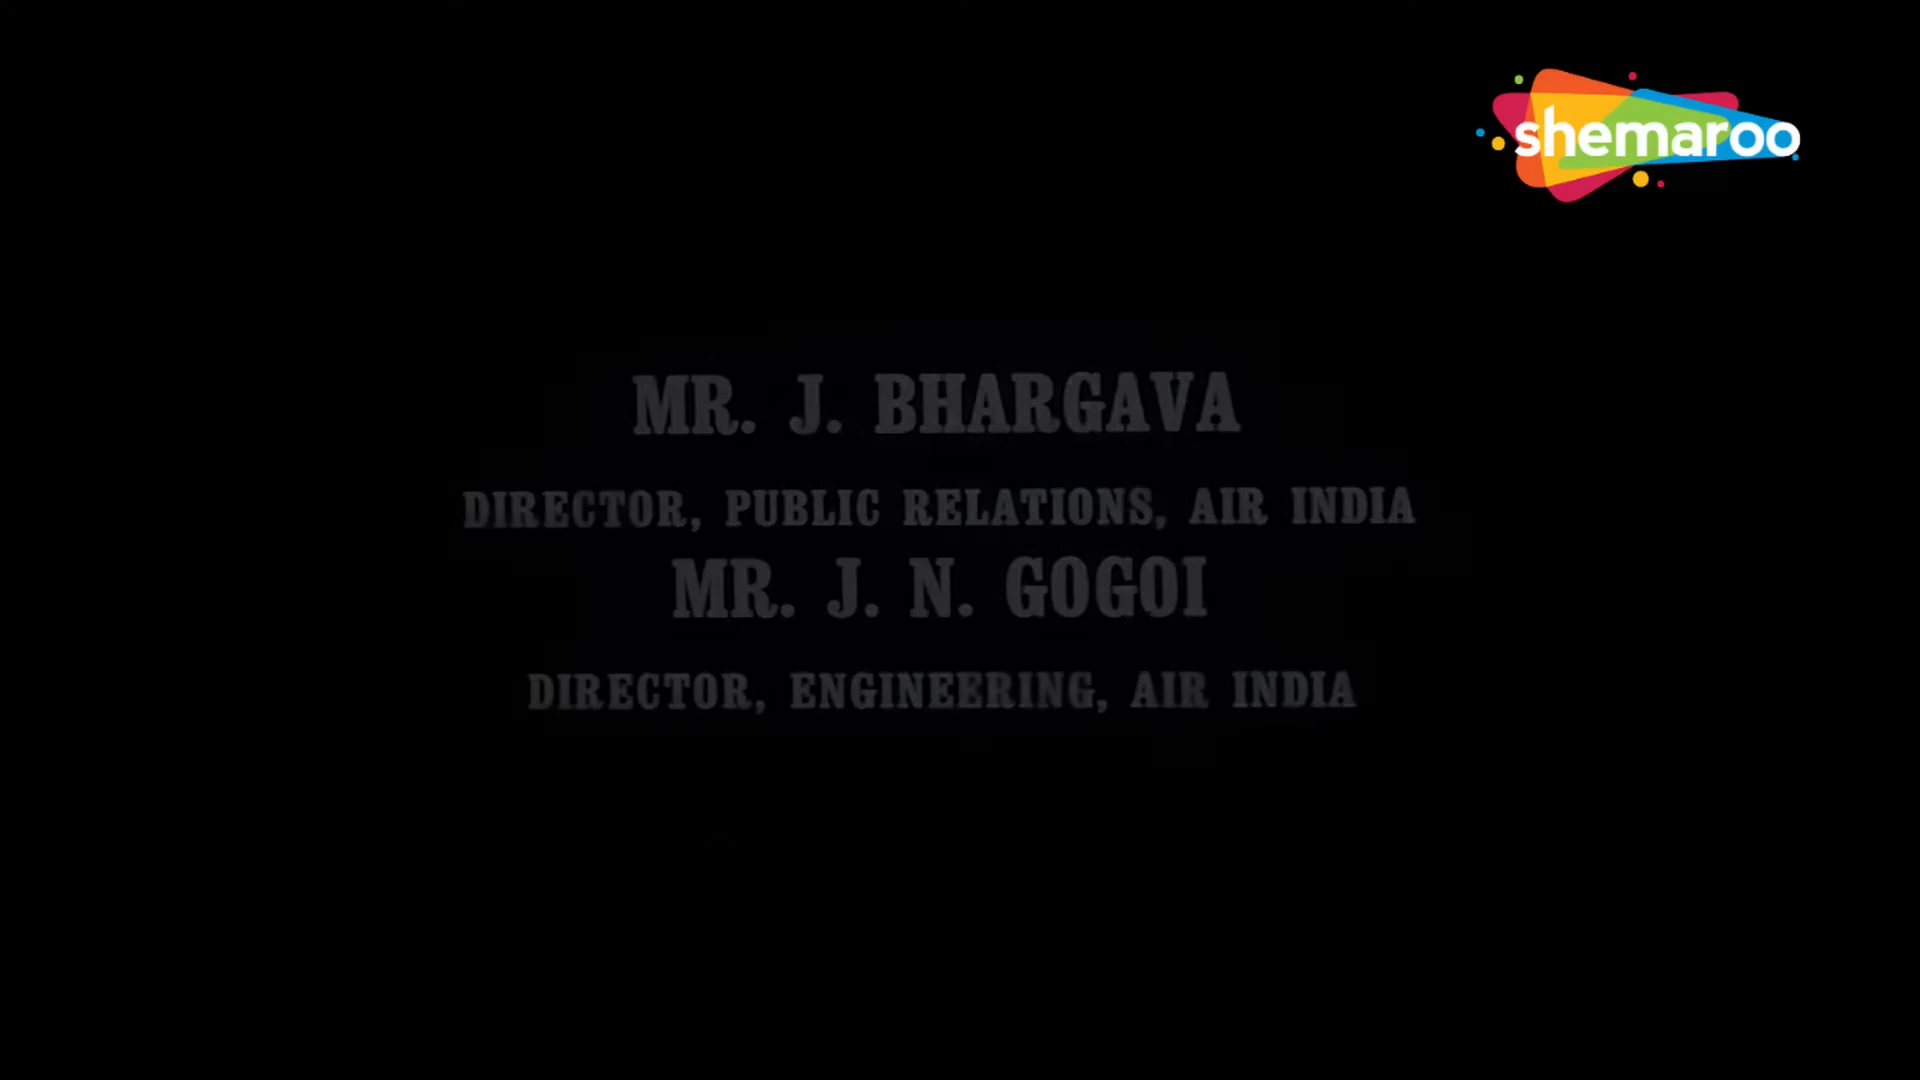 shemaroo
MR. J. BHARGAVA
DIRECTOR, PUBLIC RELATIONS, AIR INDIA
MR. J. N. GOGOI
DIRECTOR, ENGINEERING, AIR INDIA